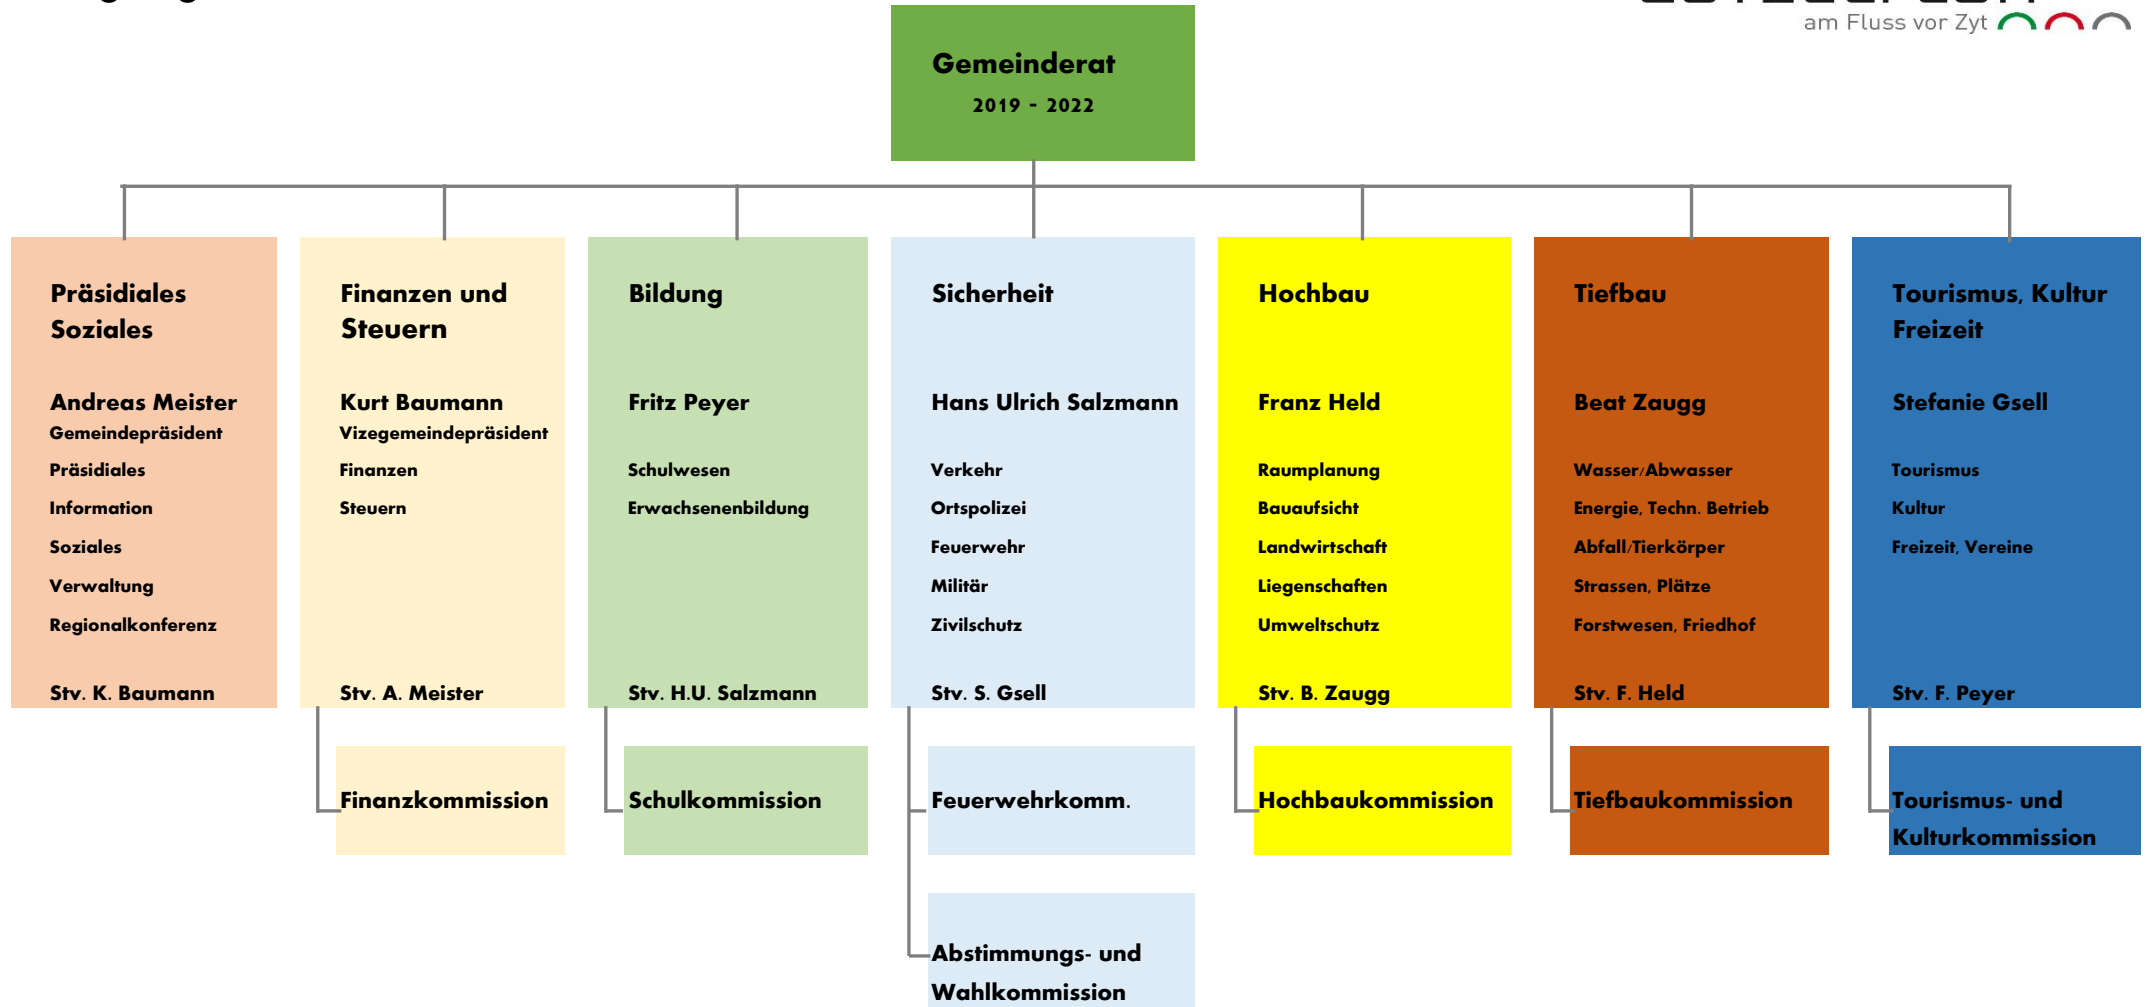 am Fluss vor Zyt
Gemeinderat
2019 - 2022
Präsidiales
Soziales
Andreas Meister
Gemeindepräsident
Präsidiales
Information
Soziales
Verwaltung
Regionalkonferenz
Stv. K. Baumann
Finanzen und
Steuern
Kurt Baumann
Vizegemeindepräsident
Finanzen
Steuern
Stv. A. Meister
Finanzkommission
Bildung
Fritz Peyer
Schulwesen
Erwachsenenbildung
Stv. H.U. Salzmann
Schulkommission
Sicherheit
Hans Ulrich Salzmann
Verkehr
Ortspolizei
Feuerwehr
Militär
Zivilschutz
Stv. S. Gsell
Feuerwehrkomm.
Abstimmungs- und
Wahlkommission
Hochbau
Franz Held
Raumplanung
Bauaufsicht
Landwirtschaft
Liegenschaften
Umweltschutz
Stv. B. Zaugg
Hochbaukommission
Tiefbau
Beat Zaugg
Wasser/Abwasser
Energie, Techn. Betrieb
Abfall/Tierkörper
Strassen, Plätze
Forstwesen, Friedhof
Stv. F. Held
Tiefbaukommission
Tourismus, Kultur
Freizeit
Stefanie Gsell
Tourismus
Kultur
Freizeit, Vereine
Stv. F. Peyer
Tourismus- und
Kulturkommission